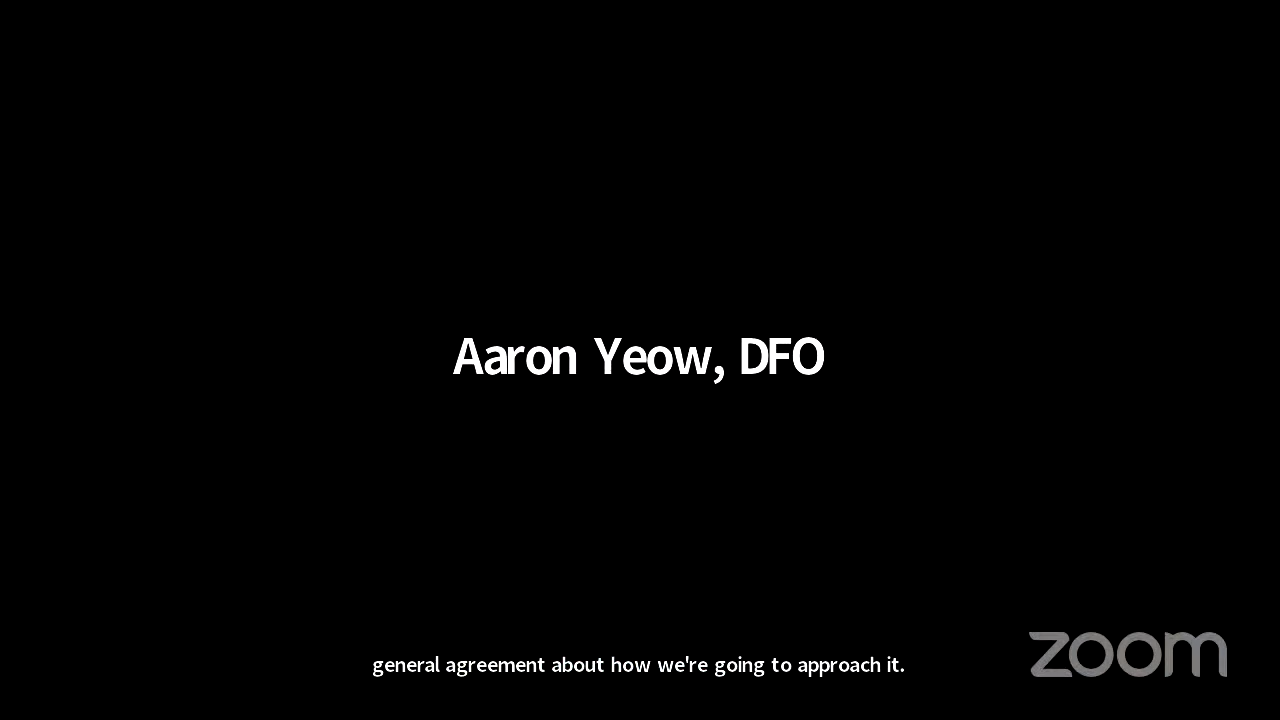 Aaron Yeow, DFO
general agreement about how we're going to approach it.
zoom